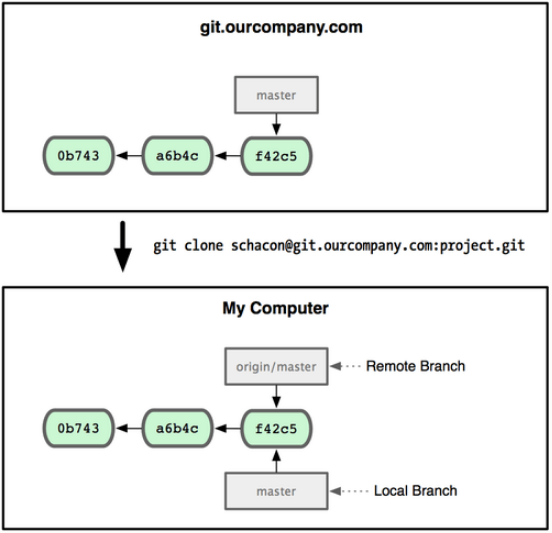 git.ourcompany.com
master
0b743 a6b4c f42c5
git clone schacon@git.ourcompany.com:project.git
My Computer
origin/master Remote Branch
0b743 a6b4c f42c5
master Local Branch